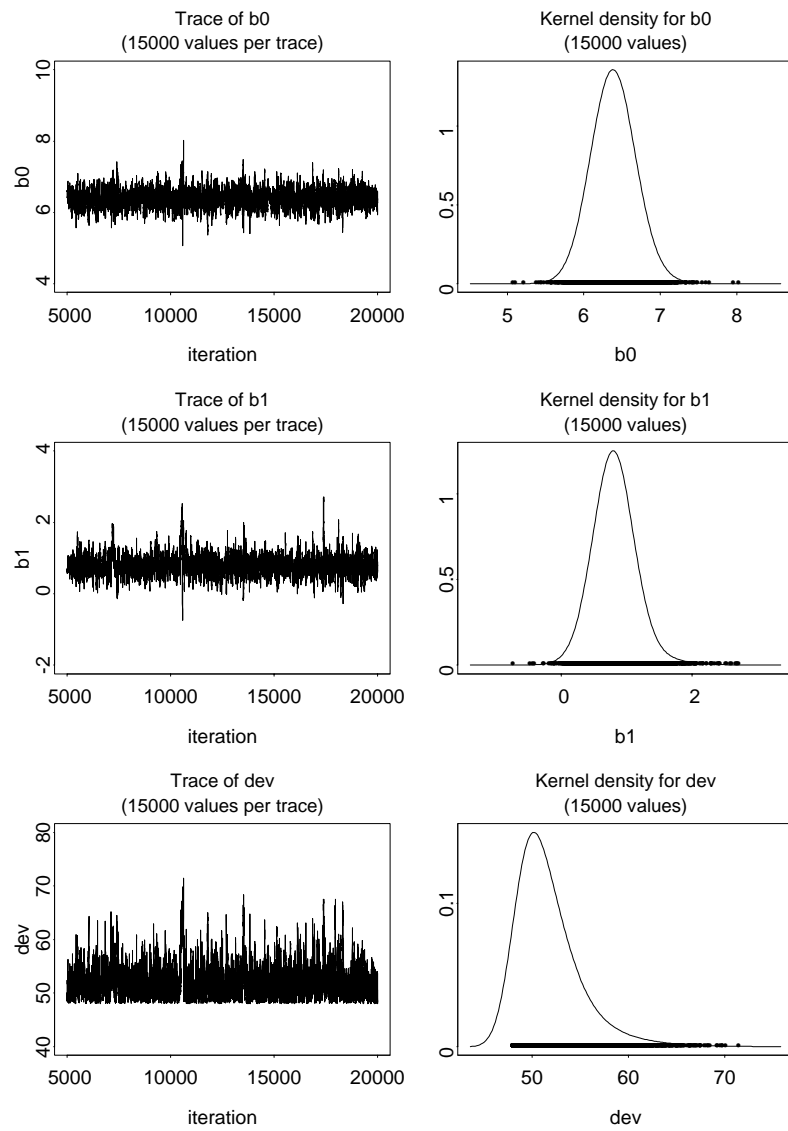 Trace of b0
(15000 values per trace)
b0
4 6 8 10
5000 10000 15000 20000
iteration
Kernel density for b0
(15000 values)
0 0.5 1
5 6 7 8
b0
Trace of b1
(15000 values per trace)
b1
-2 0 2 4
5000 10000 15000 20000
iteration
Kernel density for b1
(15000 values)
0 0.5 1
0 2
b1
Trace of dev
(15000 values per trace)
dev
40 50 60 70 80
5000 10000 15000 20000
iteration
Kernel density for dev
(15000 values)
0 0.1
50 60 70
dev